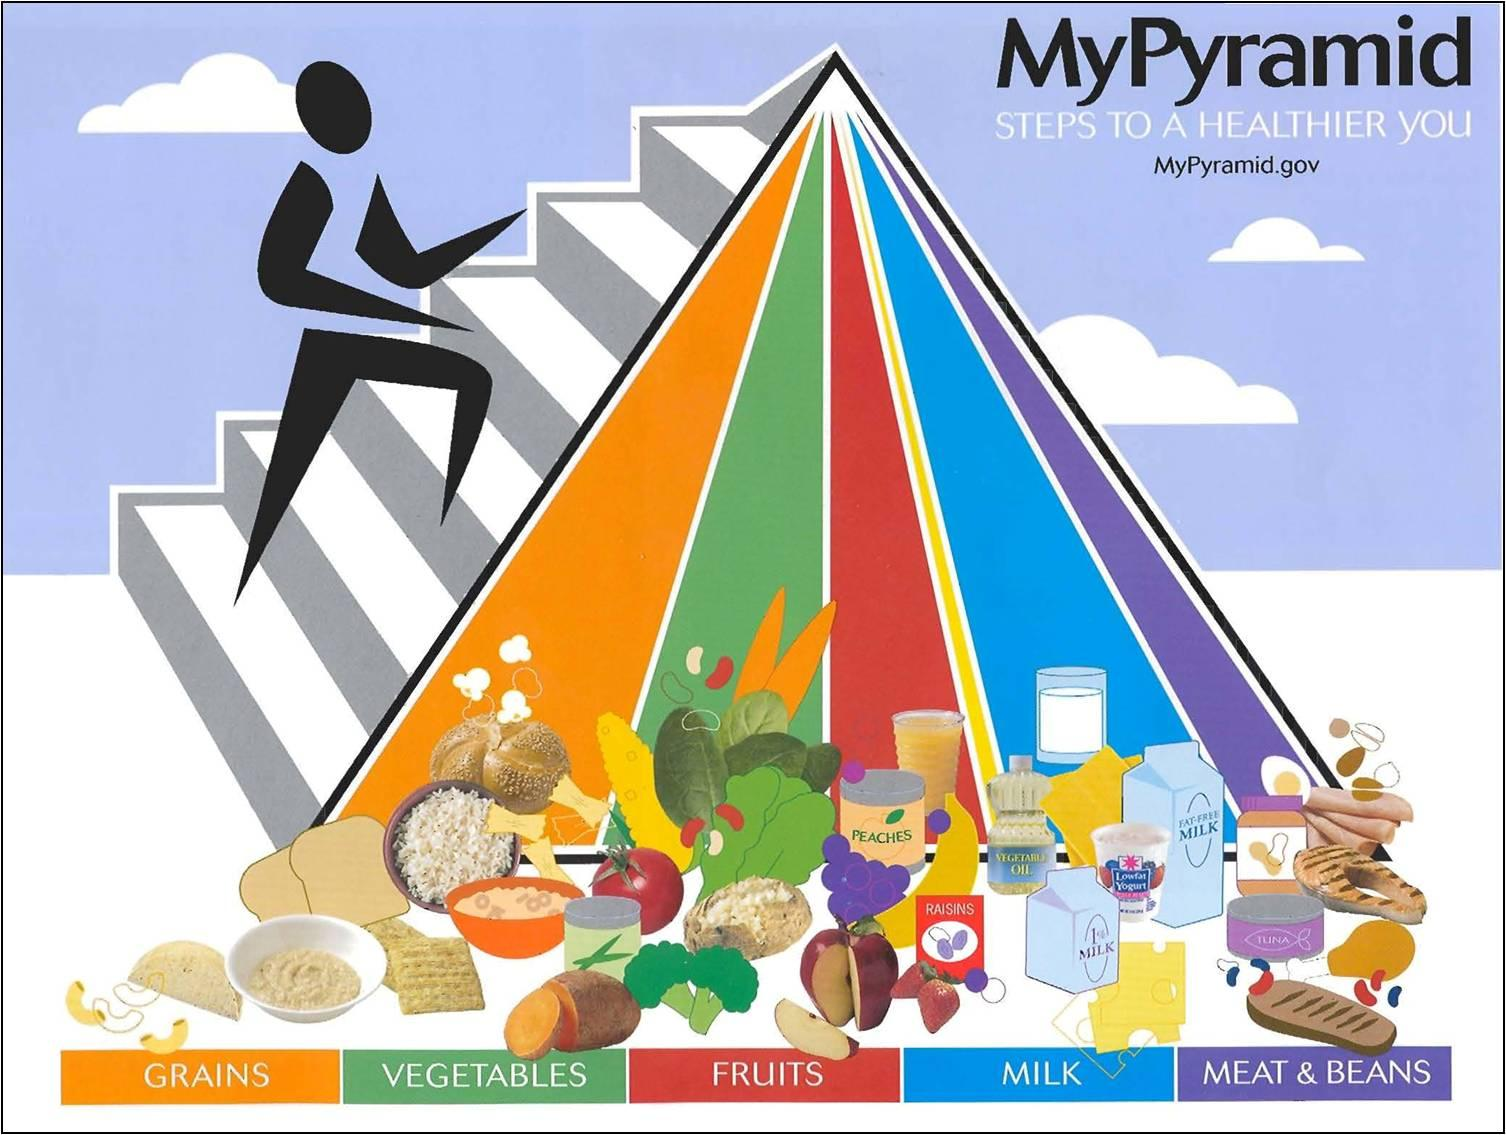 MyPyramid
STEPS TO A HEALTHIER YOU
MyPyramid.gov
PEACHES
VEGETABLE
OIL
FAT-FREE
MILK
Lowfat
Yogurt
RAISINS
1%
MILK
TUNA
GRAINS
VEGETABLES
FRUITS
MILK
MEAT & BEANS